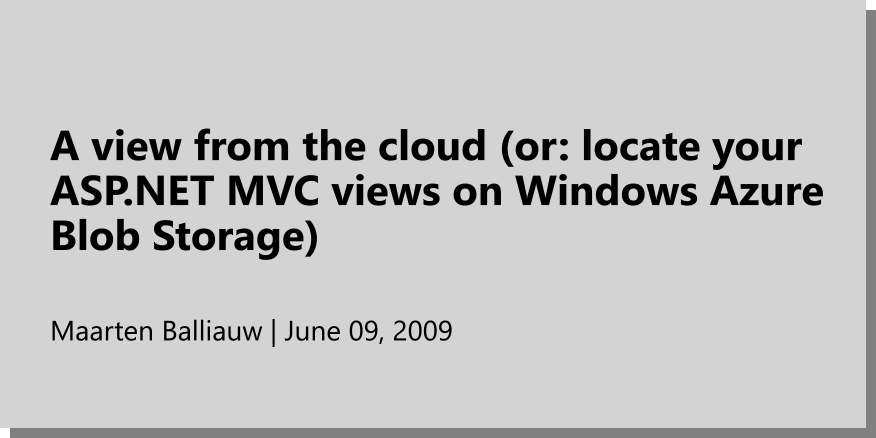 A view from the cloud (or: locate your
ASP.NET MVC views on Windows Azure
Blob Storage)
Maarten Balliauw | June 09, 2009